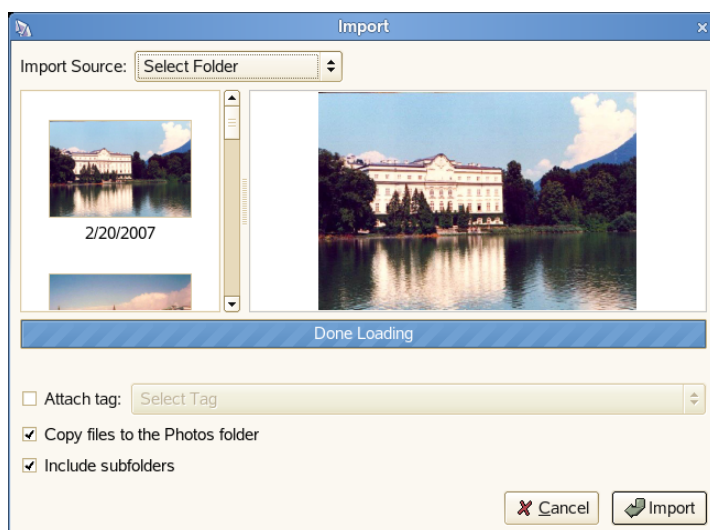 Import
Import Source: Select Folder
2/20/2007
Done Loading
Attach tag: Select Tag
Copy files to the Photos folder
Include subfolders
Cancel Import